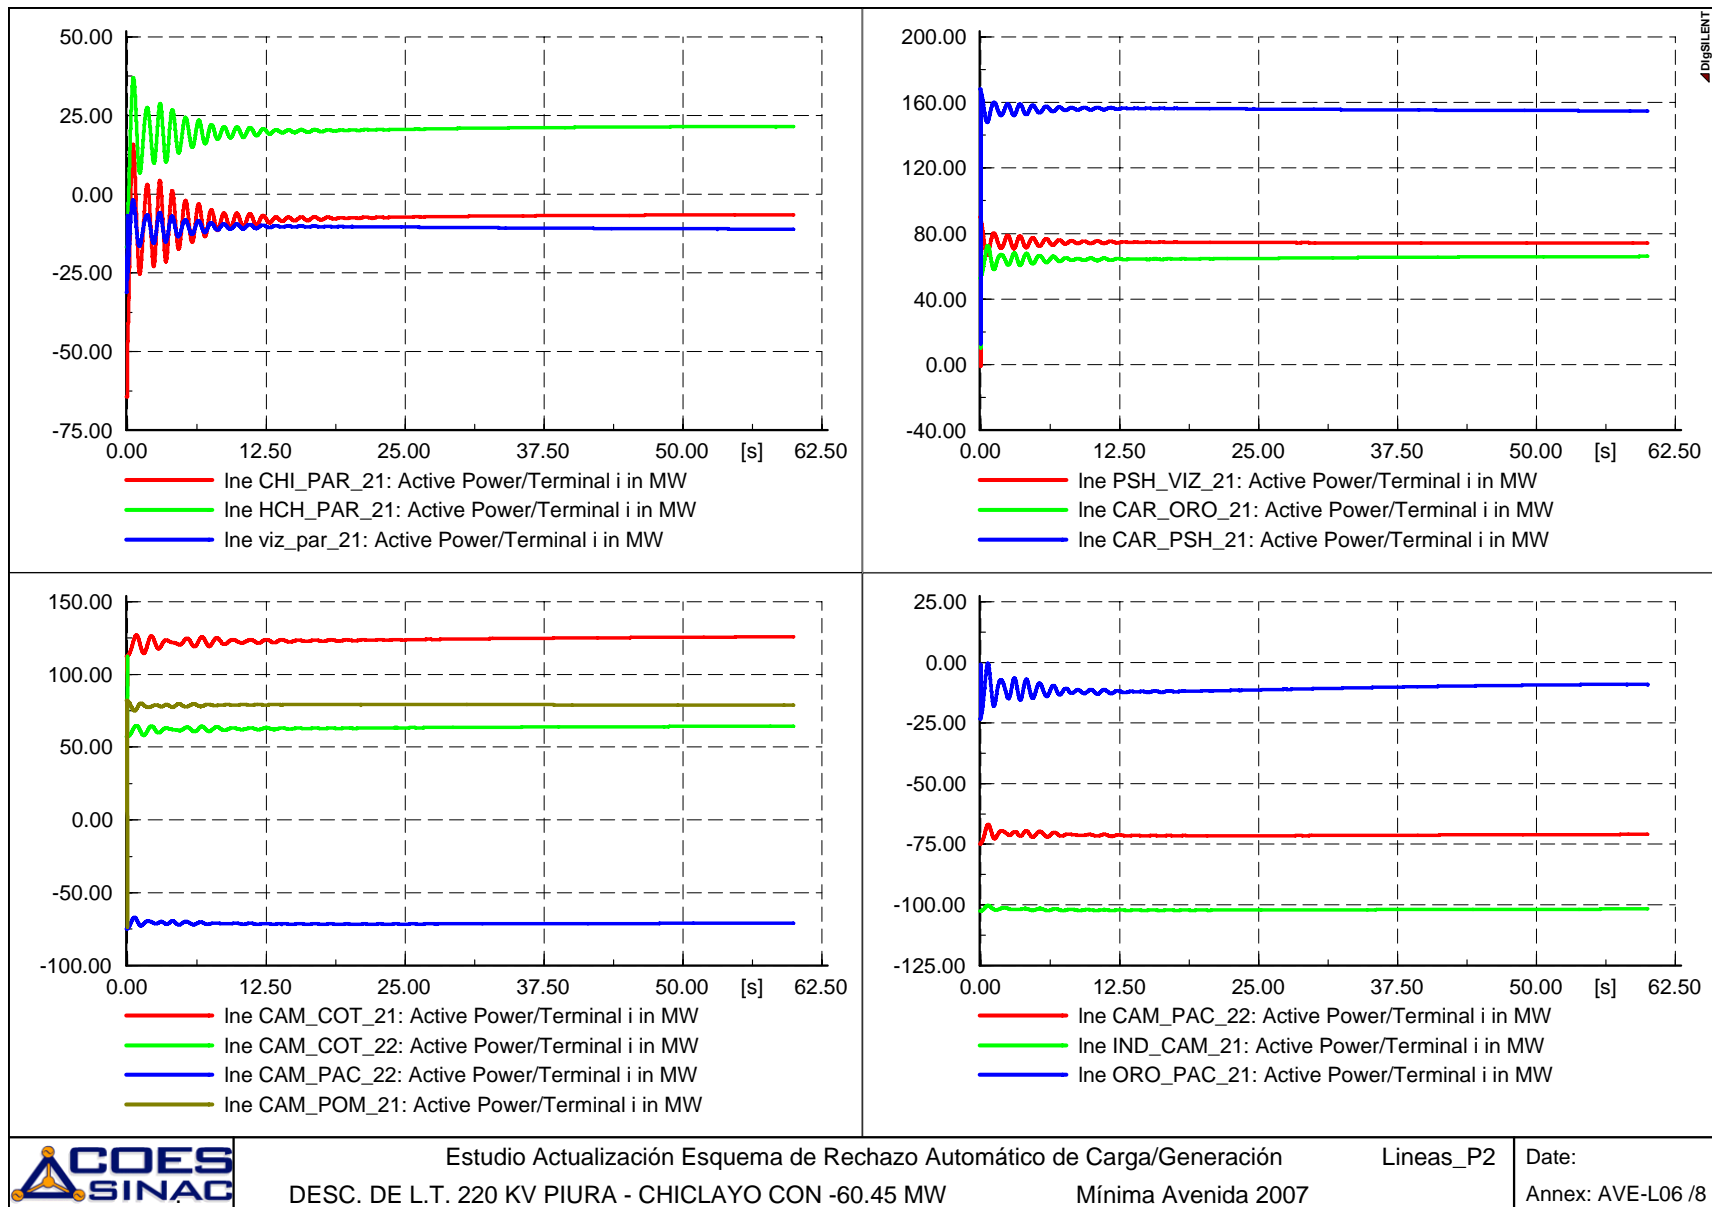 50.00
25.00
0.00
-25.00
-50.00
-75.00
0.00 12.50 25.00 37.50 50.00 [s] 62.50
lne CHI_PAR_21: Active Power/Terminal i in MW
lne HCH_PAR_21: Active Power/Terminal i in MW
lne viz_par_21: Active Power/Terminal i in MW
200.00
160.00
120.00
80.00
40.00
0.00
-40.00
0.00 12.50 25.00 37.50 50.00 [s] 62.50
lne PSH_VIZ_21: Active Power/Terminal i in MW
lne CAR_ORO_21: Active Power/Terminal i in MW
lne CAR_PSH_21: Active Power/Terminal i in MW
DIgSILENT
150.00
100.00
50.00
0.00
-50.00
-100.00
0.00 12.50 25.00 37.50 50.00 [s] 62.50
lne CAM_COT_21: Active Power/Terminal i in MW
lne CAM_COT_22: Active Power/Terminal i in MW
lne CAM_PAC_22: Active Power/Terminal i in MW
lne CAM_POM_21: Active Power/Terminal i in MW
25.00
0.00
-25.00
-50.00
-75.00
-100.00
-125.00
0.00 12.50 25.00 37.50 50.00 [s] 62.50
lne CAM_PAC_22: Active Power/Terminal i in MW
lne IND_CAM_21: Active Power/Terminal i in MW
lne ORO_PAC_21: Active Power/Terminal i in MW
COES
SINAC
Estudio Actualización Esquema de Rechazo Automático de Carga/Generación Lineas_P2
DESC. DE L.T. 220 KV PIURA - CHICLAYO CON -60.45 MW Mínima Avenida 2007
Date:
Annex: AVE-L06 /8